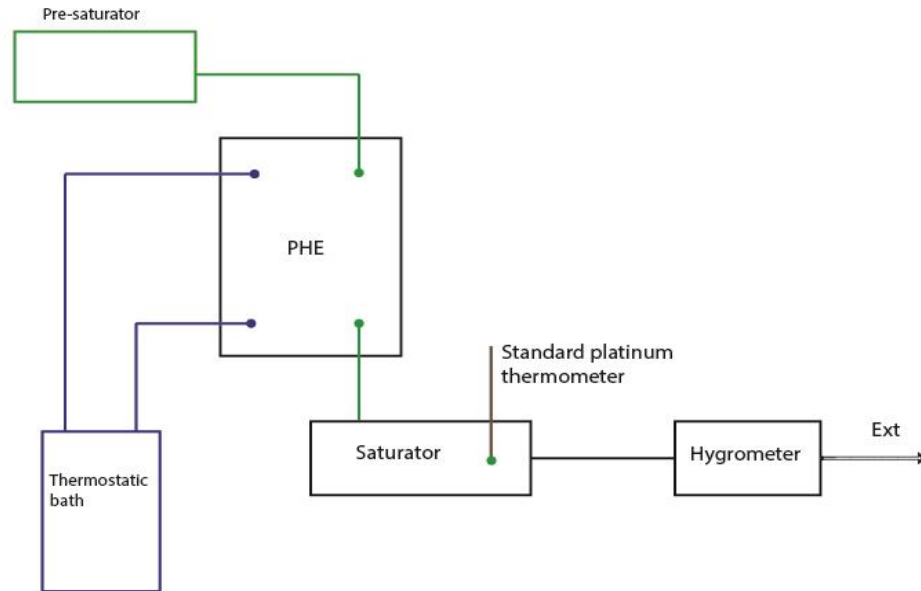 Pre-saturator
PHE
Standard platinum
thermometer
Ext
Saturator
Hygrometer
Thermostatic
bath